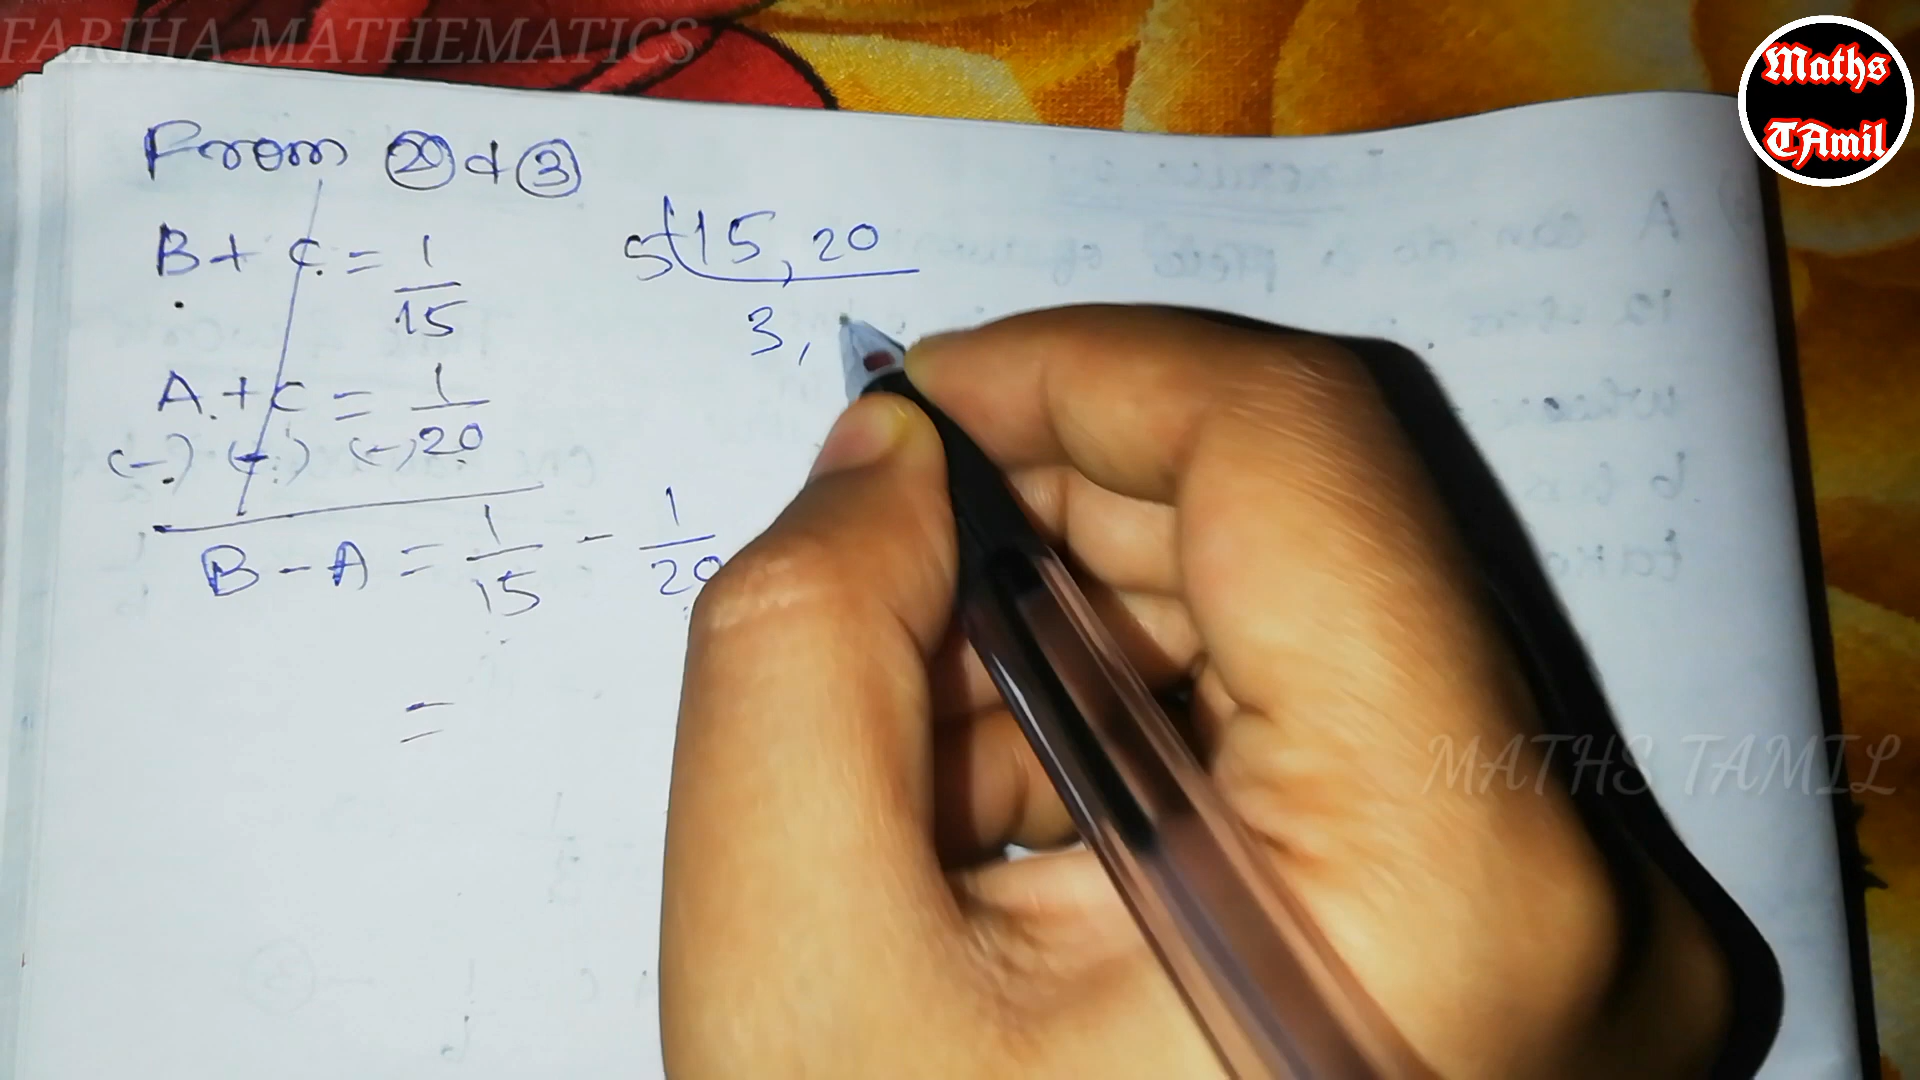 FARIHA MATHEMATICS
Maths
TAmil
From ② & ③
B + C = 1/15
A + C = 1/20
(-) (-) (-)
B - A = 1/15 - 1/20
=
5 | 15, 20
3,
MATHS TAMIL